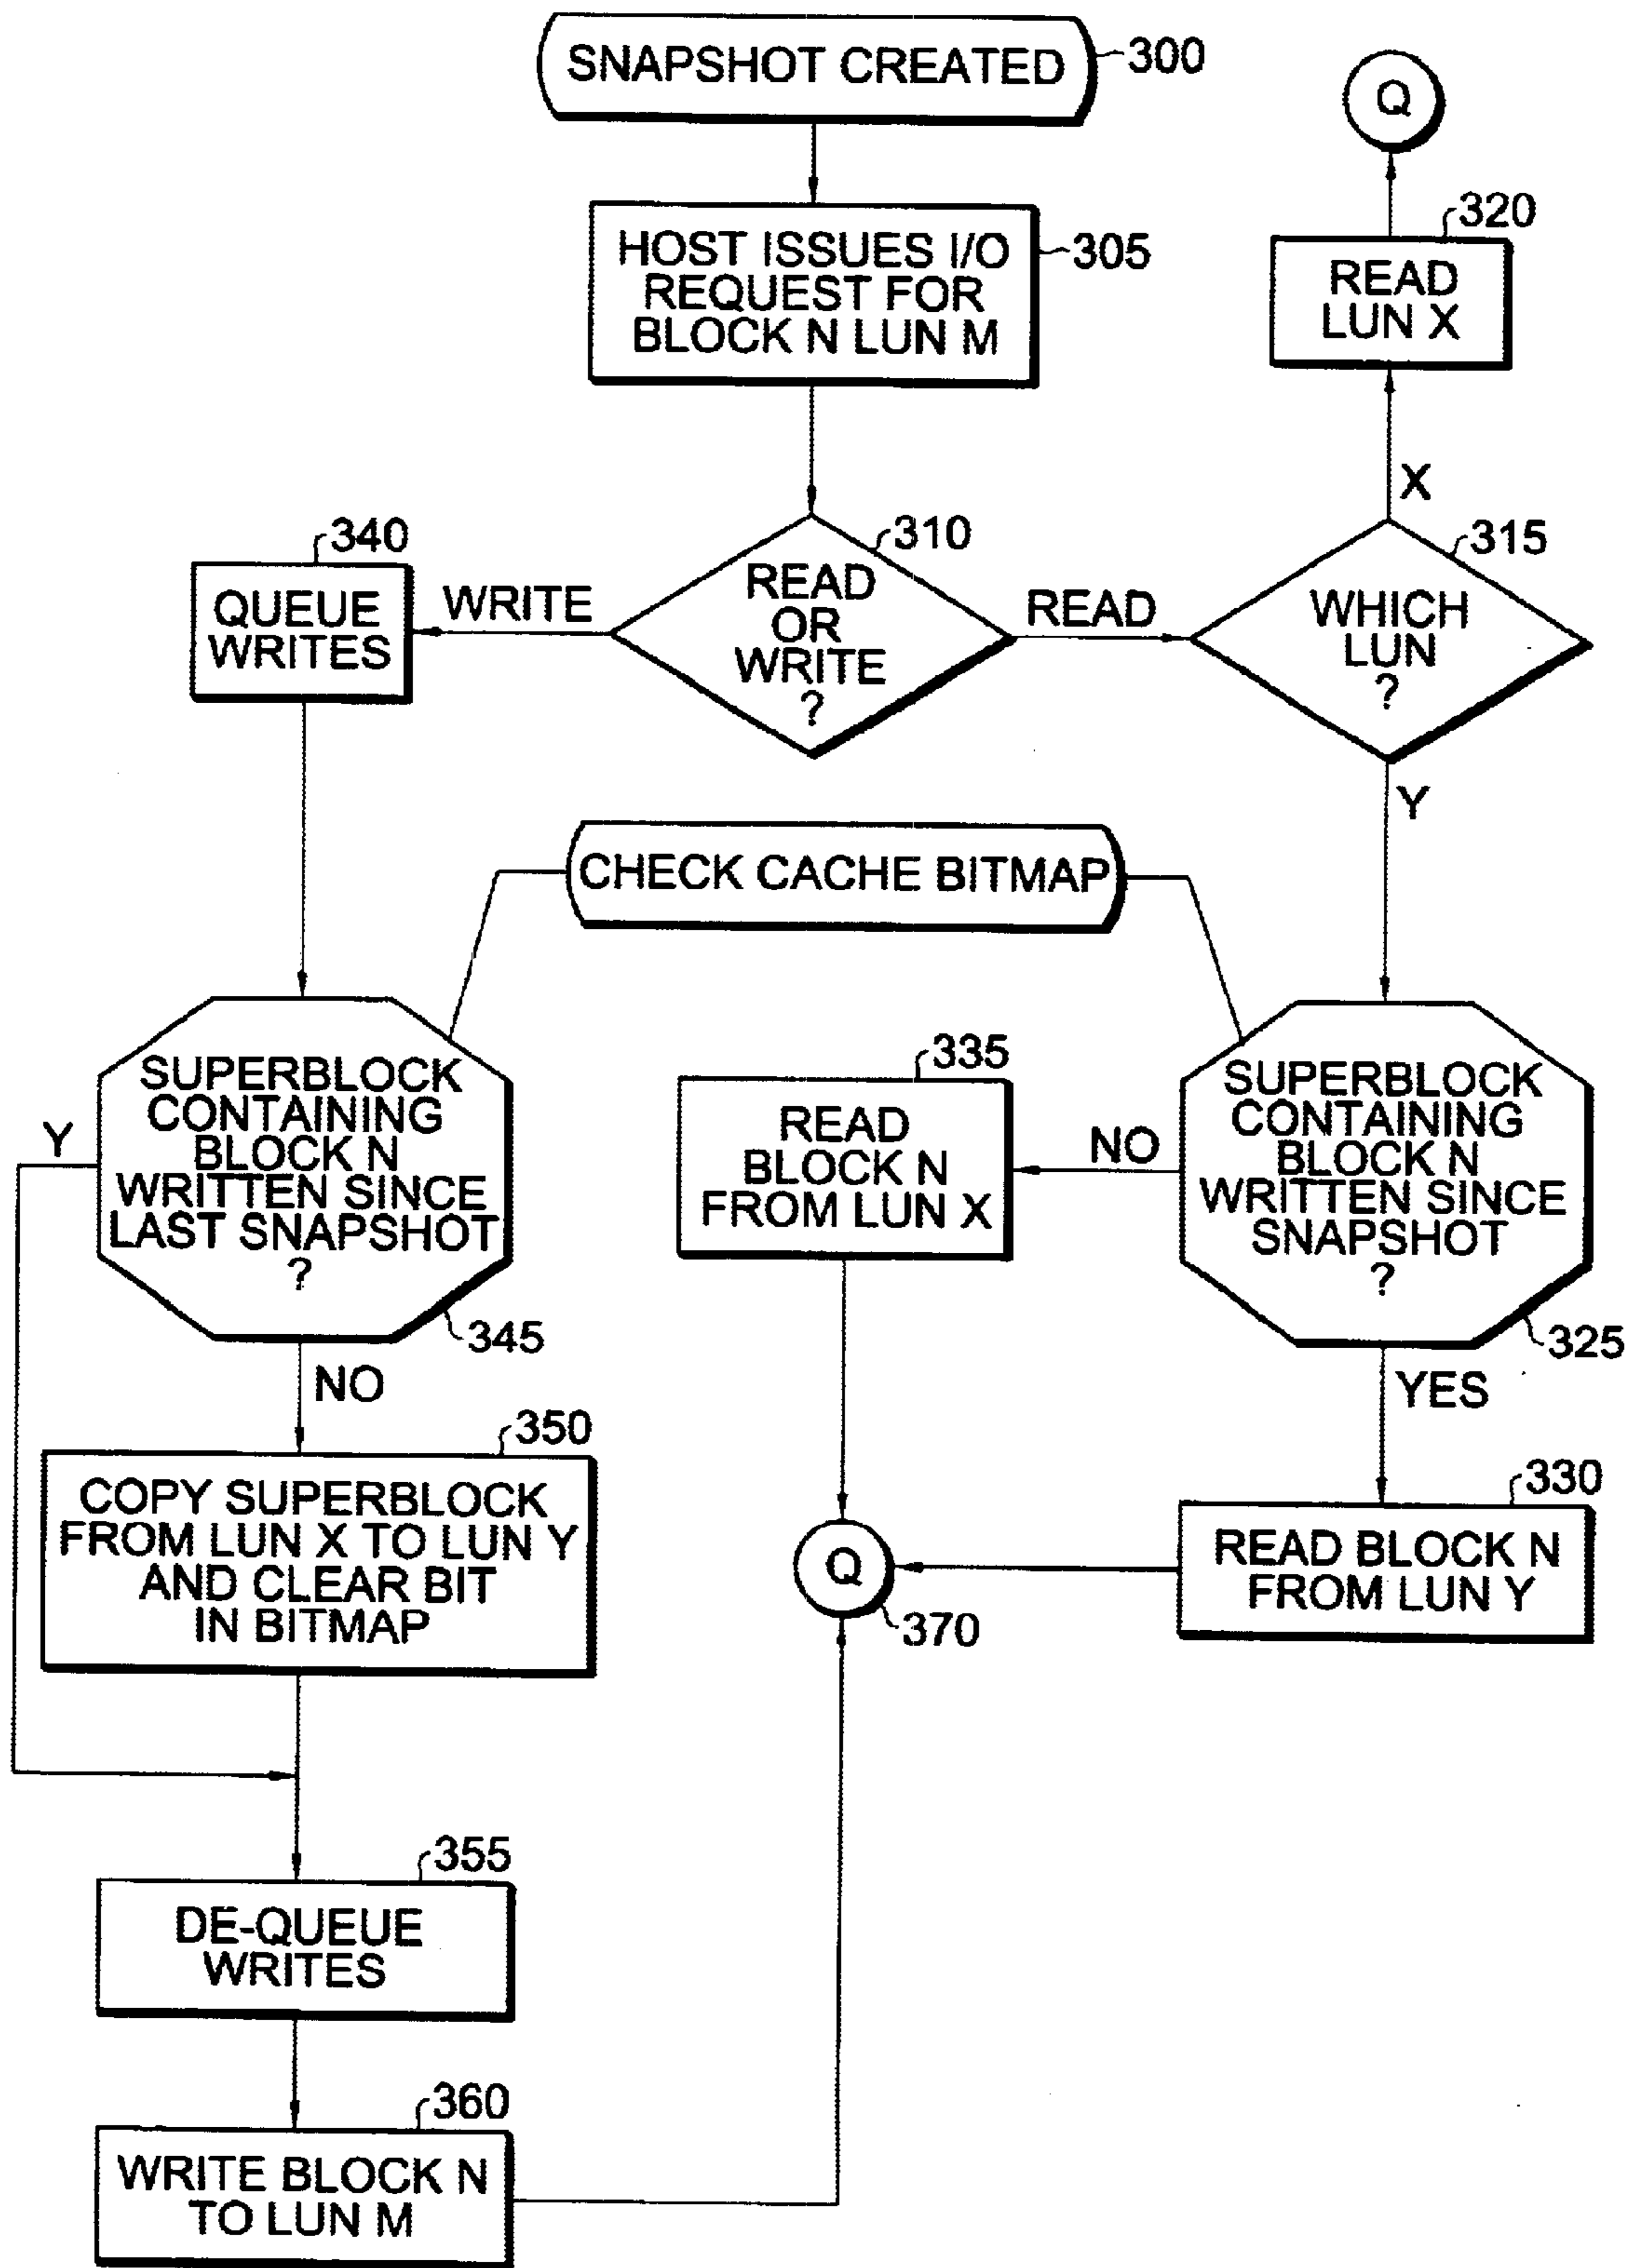 SNAPSHOT CREATED
300
Q
HOST ISSUES I/O
REQUEST FOR
BLOCK N LUN M
305
320
READ
LUN X
X
340
QUEUE
WRITES
WRITE
310
READ
OR
WRITE
?
READ
315
WHICH
LUN
?
Y
CHECK CACHE BITMAP
SUPERBLOCK
CONTAINING
BLOCK N
WRITTEN SINCE
LAST SNAPSHOT
?
Y
345
NO
335
READ
BLOCK N
FROM LUN X
NO
SUPERBLOCK
CONTAINING
BLOCK N
WRITTEN SINCE
SNAPSHOT
?
325
YES
350
COPY SUPERBLOCK
FROM LUN X TO LUN Y
AND CLEAR BIT
IN BITMAP
Q
370
330
READ BLOCK N
FROM LUN Y
355
DE-QUEUE
WRITES
360
WRITE BLOCK N
TO LUN M